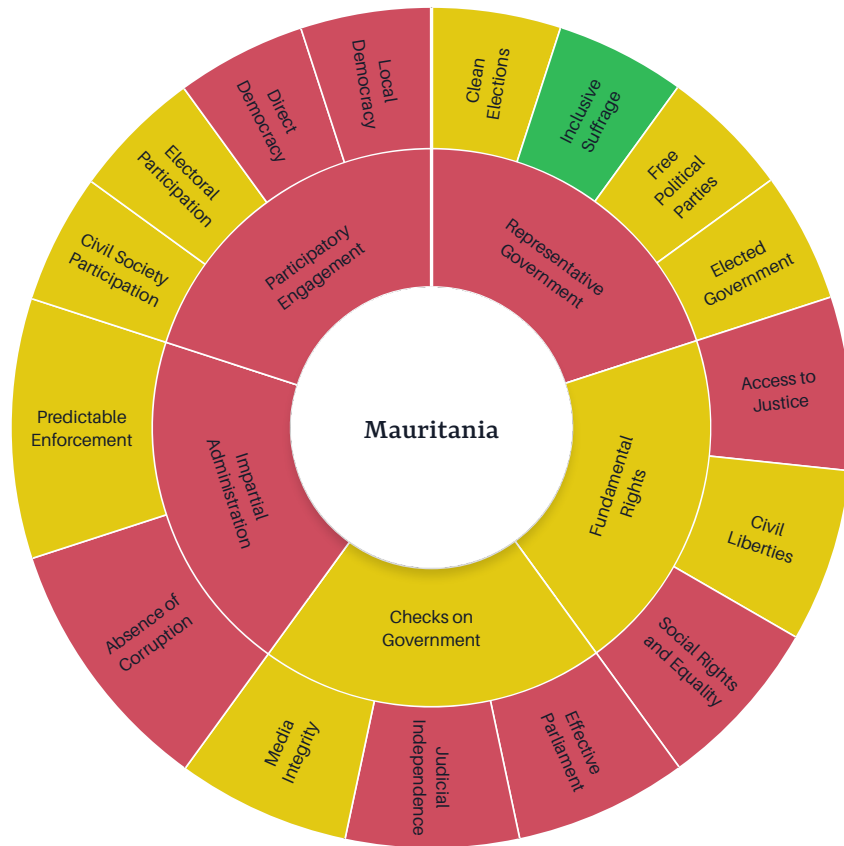 Mauritania
Representative
Government
Fundamental
Rights
Checks on
Government
Impartial
Administration
Participatory
Engagement
Clean
Elections
Inclusive
Suffrage
Free
Political
Parties
Elected
Government
Access to
Justice
Civil
Liberties
Social Rights
and Equality
Effective
Parliament
Judicial
Independence
Media
Integrity
Absence of
Corruption
Predictable
Enforcement
Civil Society
Participation
Electoral
Participation
Direct
Democracy
Local
Democracy